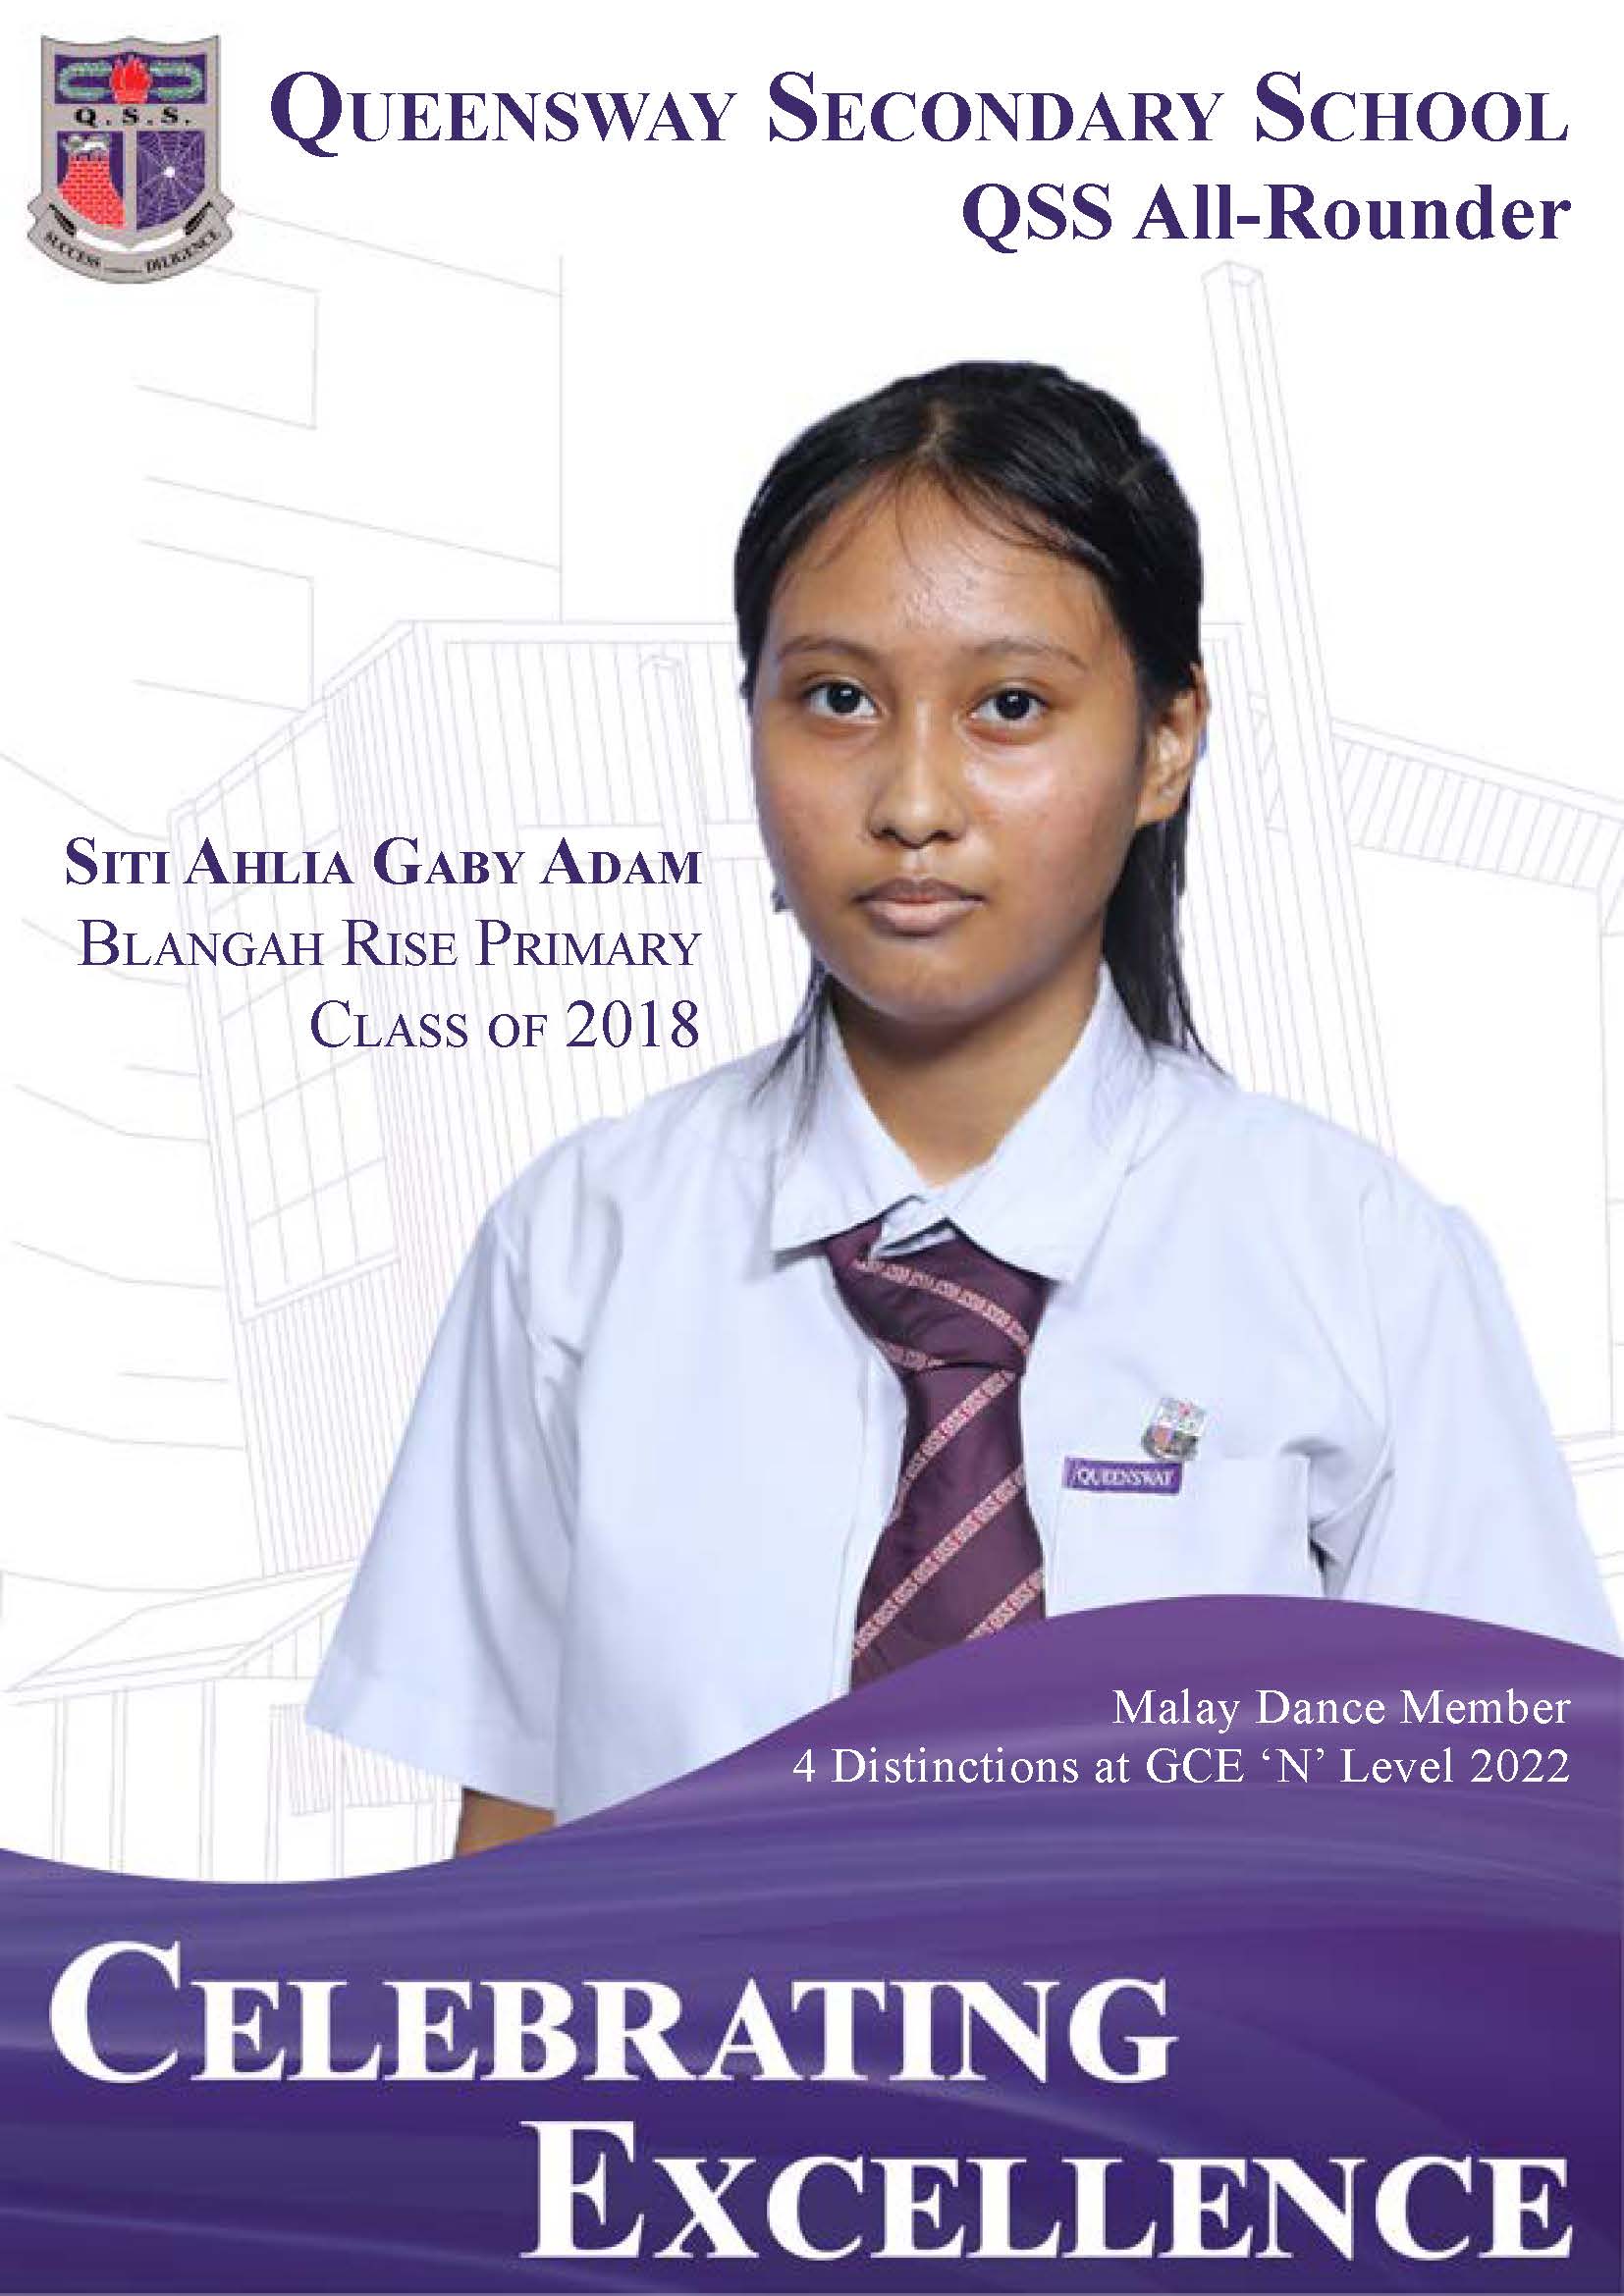 Q.S.S.
SUCCESS DILIGENCE
QUEENSWAY SECONDARY SCHOOL
QSS All-Rounder
SITI AHLIA GABY ADAM
BLANGAH RISE PRIMARY
CLASS OF 2018
QUEENSWAY
Malay Dance Member
4 Distinctions at GCE ‘N’ Level 2022
CELEBRATING
EXCELLENCE